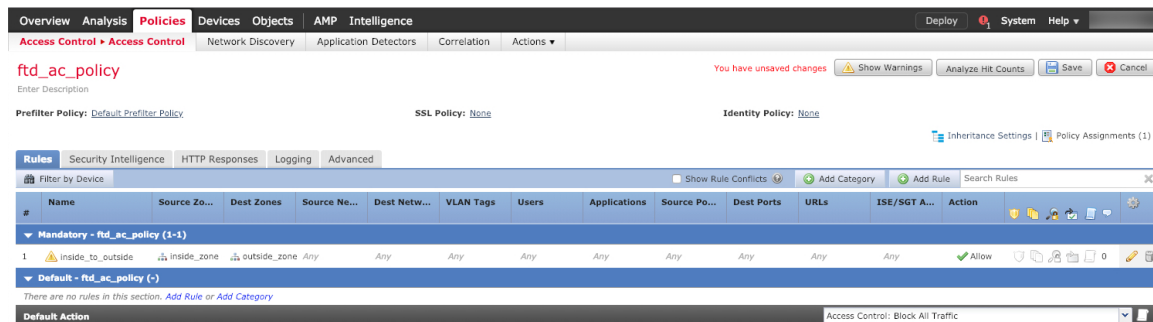 Overview Analysis Policies Devices Objects AMP Intelligence Deploy 1 System Help ▾
Access Control ▸ Access Control Network Discovery Application Detectors Correlation Actions ▾
ftd_ac_policy You have unsaved changes Show Warnings Analyze Hit Counts Save Cancel
Enter Description
Prefilter Policy: Default Prefilter Policy SSL Policy: None Identity Policy: None
Inheritance Settings | Policy Assignments (1)
Rules Security Intelligence HTTP Responses Logging Advanced
Filter by Device Show Rule Conflicts Add Category Add Rule Search Rules
# Name Source Zo... Dest Zones Source Ne... Dest Netw... VLAN Tags Users Applications Source Po... Dest Ports URLs ISE/SGT A... Action
Mandatory - ftd_ac_policy (1-1)
1 inside_to_outside inside_zone outside_zone Any Any Any Any Any Any Any Any Any Allow 0
Default - ftd_ac_policy (-)
There are no rules in this section. Add Rule or Add Category
Default Action Access Control: Block All Traffic